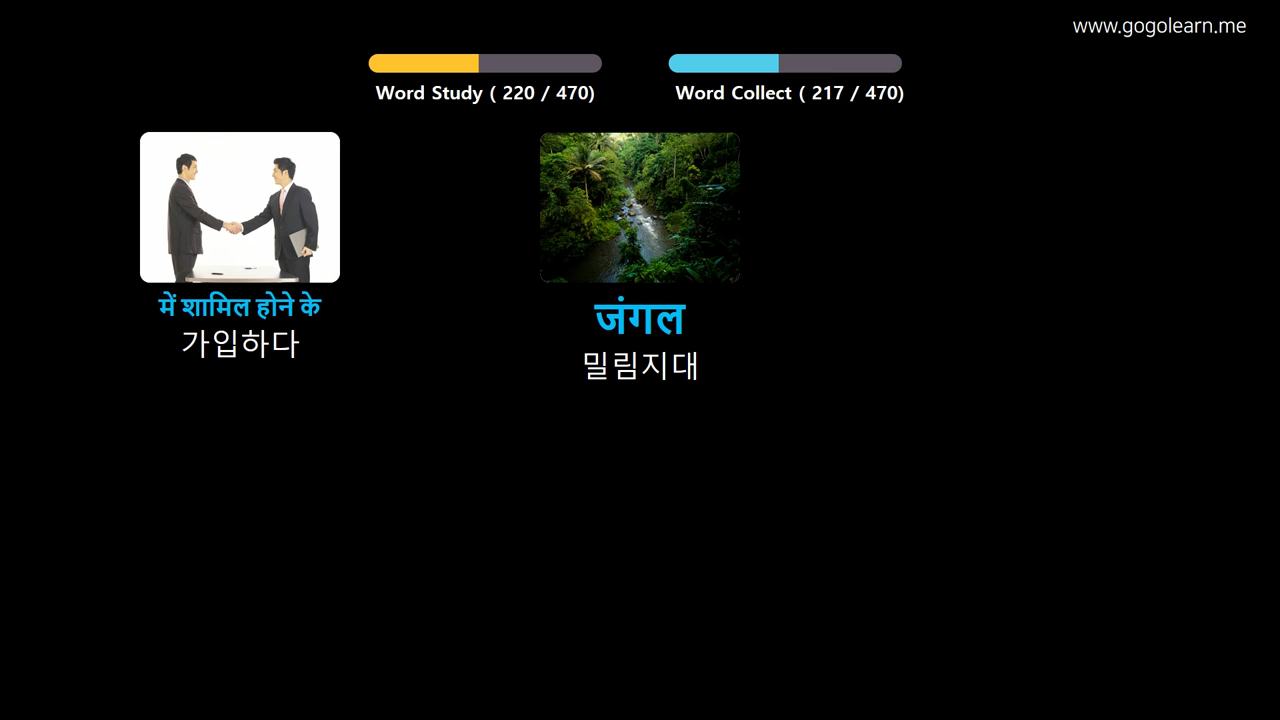 www.gogolearn.me
Word Study ( 220 / 470)
Word Collect ( 217 / 470)
में शामिल होने के
가입하다
जंगल
밀림지대